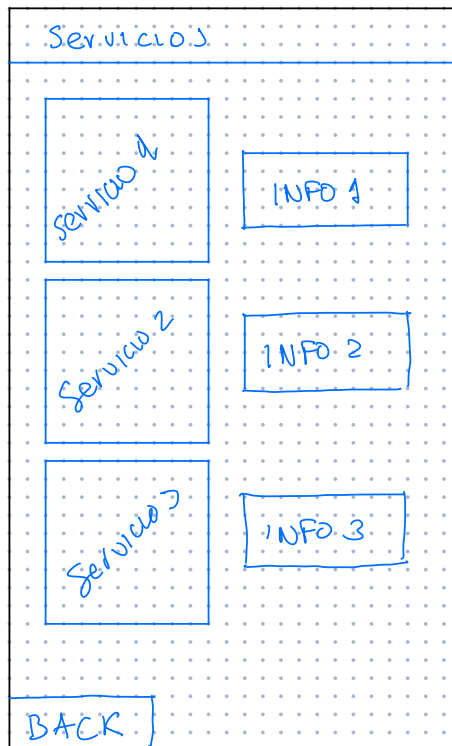 Servicios
Servicio 1
INFO 1
Servicio 2
INFO 2
Servicio 3
INFO 3
BACK